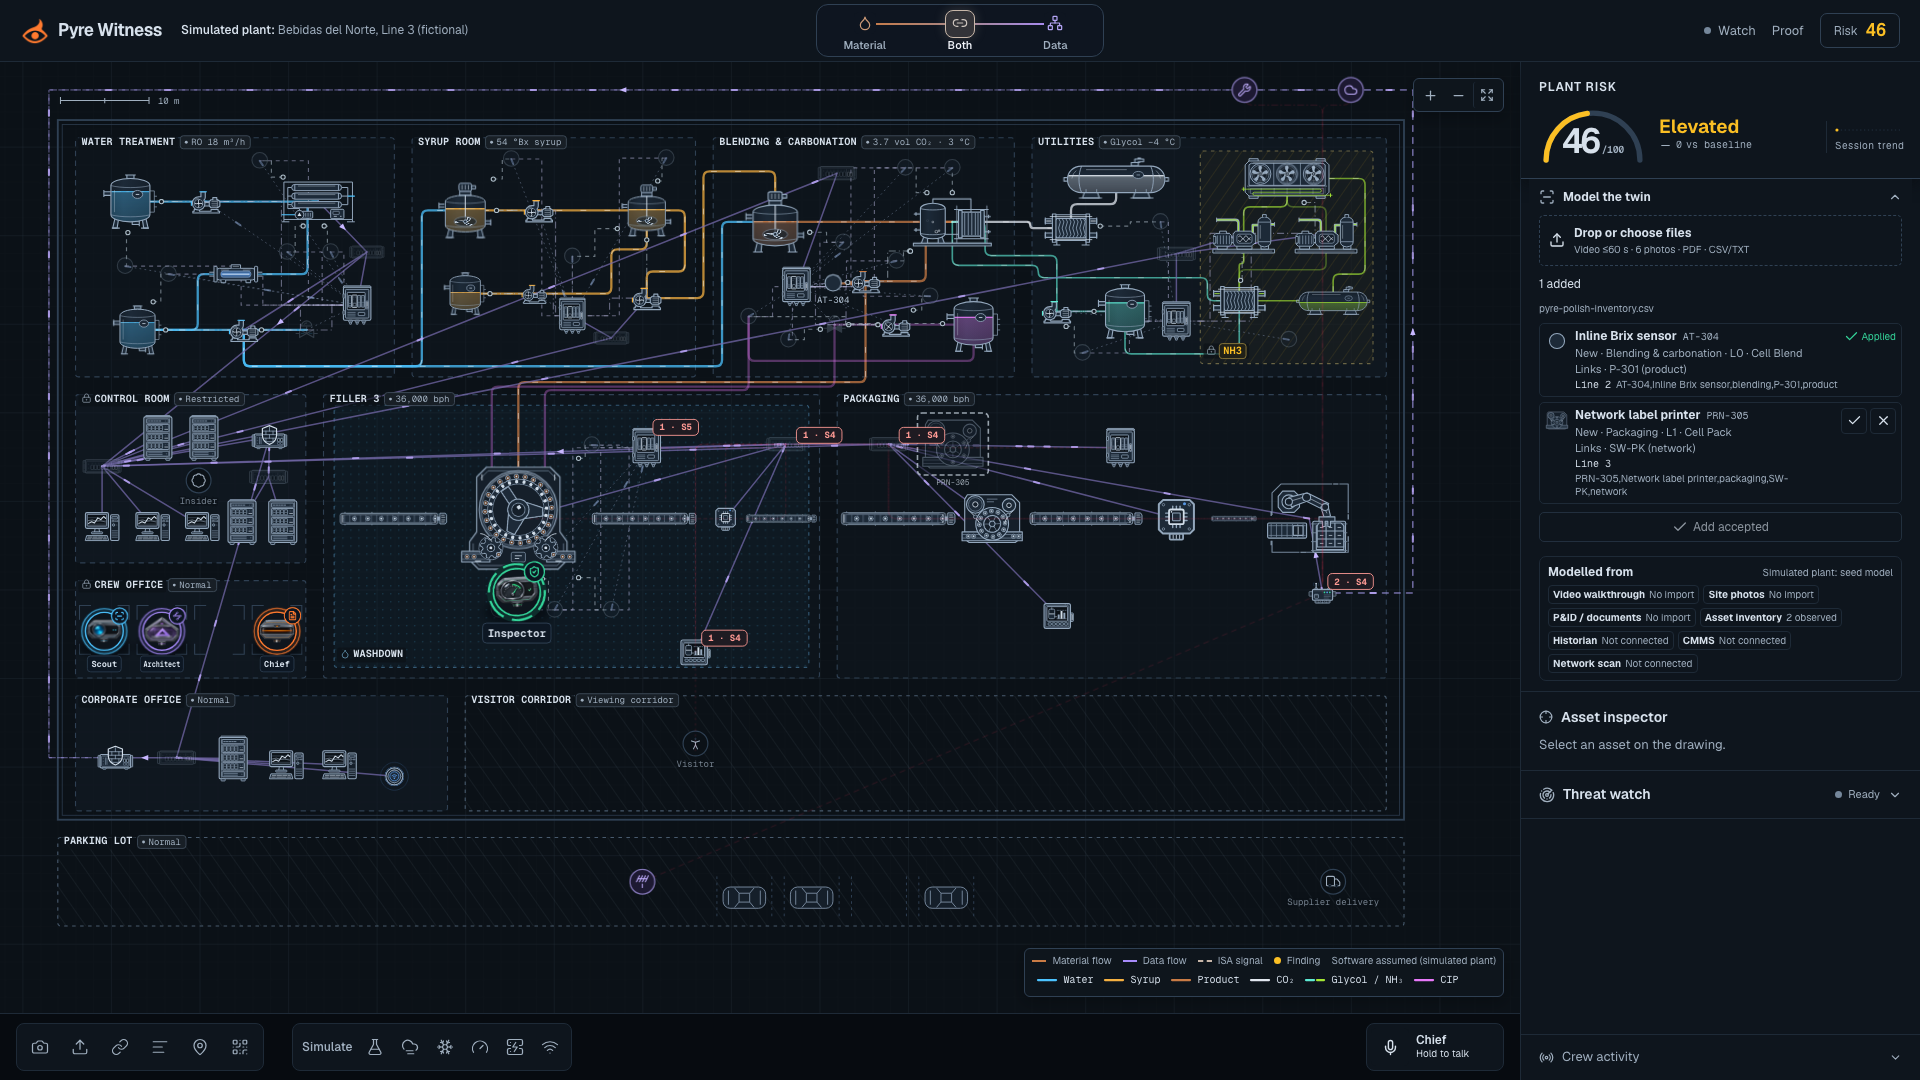 Pyre Witness
Simulated plant: Bebidas del Norte, Line 3 (fictional)
Material
Both
Data
Watch
Proof
Risk 46
10 m
WATER TREATMENT
RO 18 m³/h
SYRUP ROOM
54 °Bx syrup
BLENDING & CARBONATION
3.7 vol CO₂ · 3 °C
UTILITIES
Glycol -4 °C
AT-304
NH3
CONTROL ROOM
Restricted
FILLER 3
36,000 bph
PACKAGING
36,000 bph
1 · S5
1 · S4
1 · S4
PRN-305
Insider
2 · S4
CREW OFFICE
Normal
Scout
Architect
Chief
Inspector
1 · S4
WASHDOWN
CORPORATE OFFICE
Normal
VISITOR CORRIDOR
Viewing corridor
Visitor
PARKING LOT
Normal
Supplier delivery
Material flow
Data flow
ISA signal
Finding
Software assumed (simulated plant)
Water
Syrup
Product
CO₂
Glycol / NH₃
CIP
Simulate
Chief
Hold to talk
PLANT RISK
46/100
Elevated
— 0 vs baseline
Session trend
Model the twin
Drop or choose files
Video ≤60 s · 6 photos · PDF · CSV/TXT
1 added
pyre-polish-inventory.csv
Inline Brix sensor AT-304
Applied
New · Blending & carbonation · L0 · Cell Blend
Links · P-301 (product)
Line 2 AT-304,Inline Brix sensor,blending,P-301,product
Network label printer PRN-305
New · Packaging · L1 · Cell Pack
Links · SW-PK (network)
Line 3
PRN-305,Network label printer,packaging,SW-
PK,network
Add accepted
Modelled from
Simulated plant: seed model
Video walkthrough No import
Site photos No import
P&ID / documents No import
Asset inventory 2 observed
Historian Not connected
CMMS Not connected
Network scan Not connected
Asset inspector
Select an asset on the drawing.
Threat watch
Ready
Crew activity